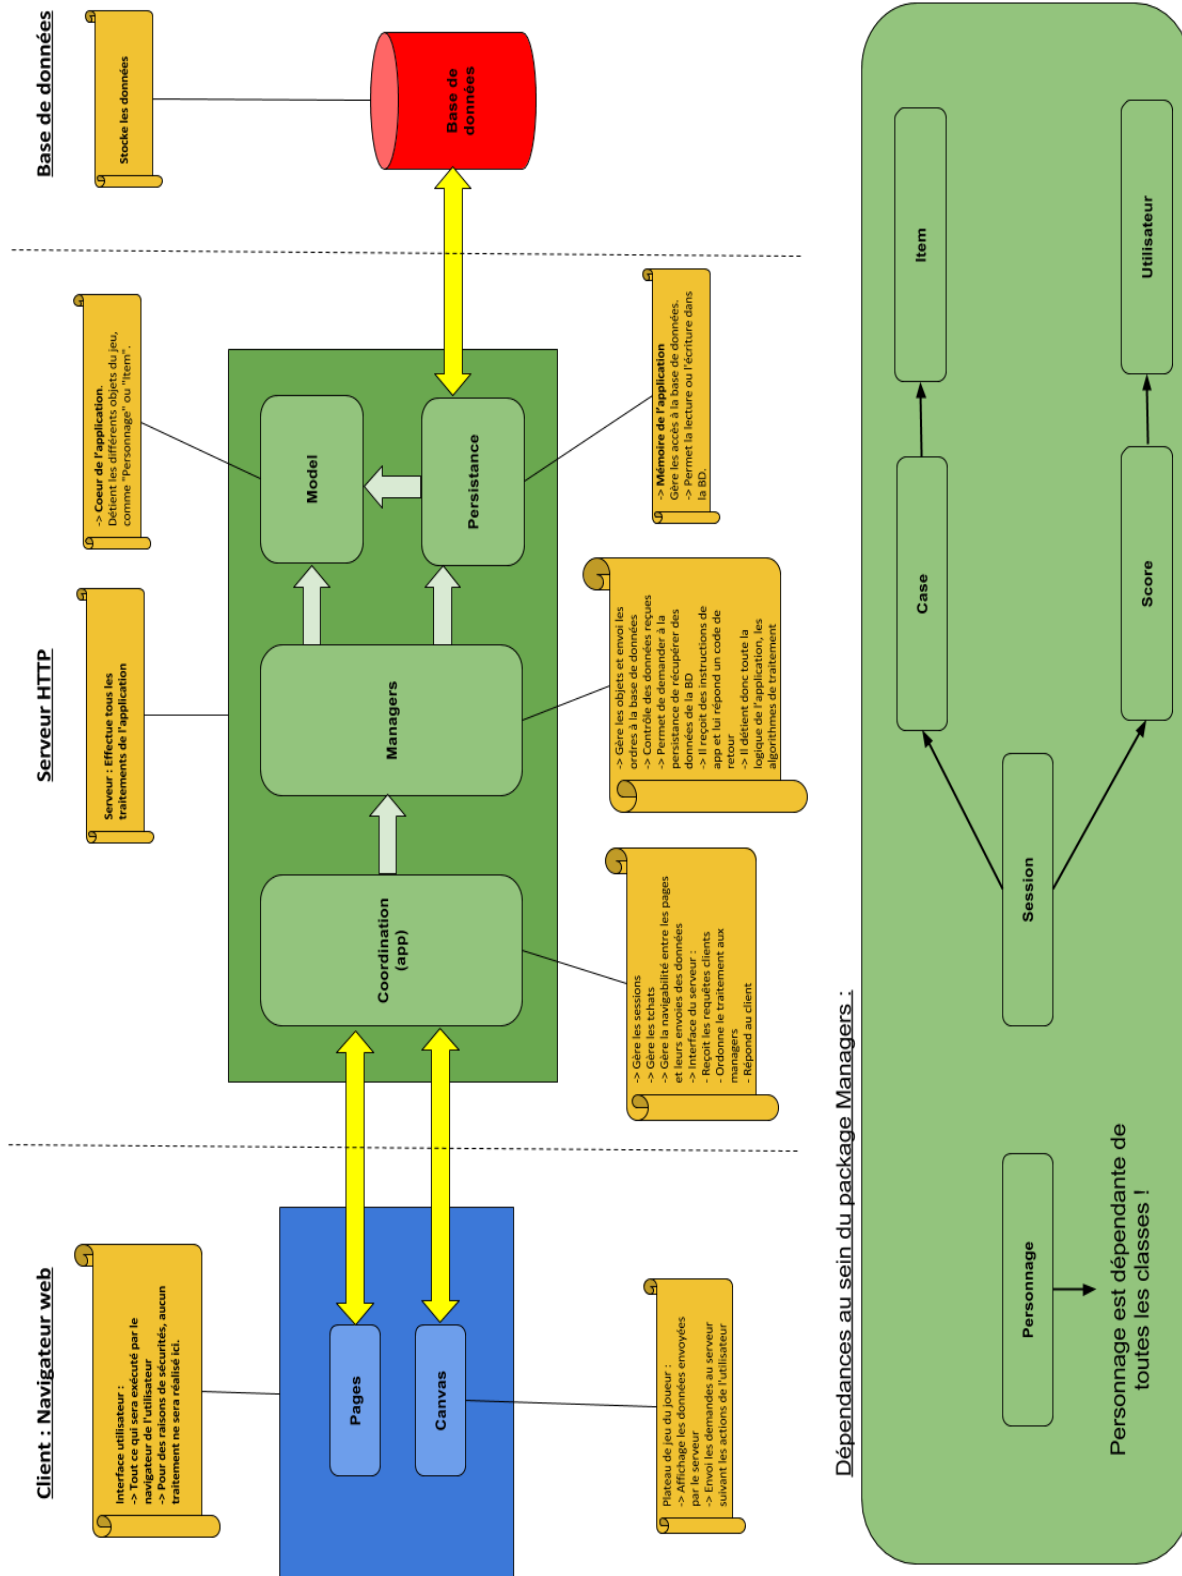 Client : Navigateur web
Serveur HTTP
Base de données
Interface utilisateur :
-> Tout ce qui sera exécuté par le
navigateur de l'utilisateur
-> Pour des raisons de sécurités, aucun
traitement ne sera réalisé ici.
Serveur : Effectue tous les
traitements de l'application
-> Coeur de l'application.
Détient les différents objets du jeu,
comme "Personnage" ou "Item".
Stocke les données
Pages
Canvas
Coordination
(app)
Managers
Model
Persistance
Base de
données
Plateau de jeu du joueur :
-> Affichage les données envoyées
par le serveur
-> Envoi les demandes au serveur
suivant les actions de l'utilisateur
-> Gère les sessions
-> Gère les tchats
-> Gère la navigabilité entre les pages
et leurs envoies des données
-> Interface du serveur :
- Reçoit les requêtes clients
- Ordonne le traitement aux
managers
- Répond au client
-> Gère les objets et envoi les
ordres à la base de données
-> Contrôle des données reçues
-> Permet de demander à la
persistance de récupérer des
données de la BD
-> Il reçoit des instructions de
app et lui répond un code de
retour
-> Il détient donc toute la
logique de l'application, les
algorithmes de traitement
-> Mémoire de l'application
Gère les accès à la base de données.
-> Permet la lecture ou l'écriture dans
la BD.
Dépendances au sein du package Managers :
Personnage
Personnage est dépendante de
toutes les classes !
Session
Case
Item
Score
Utilisateur